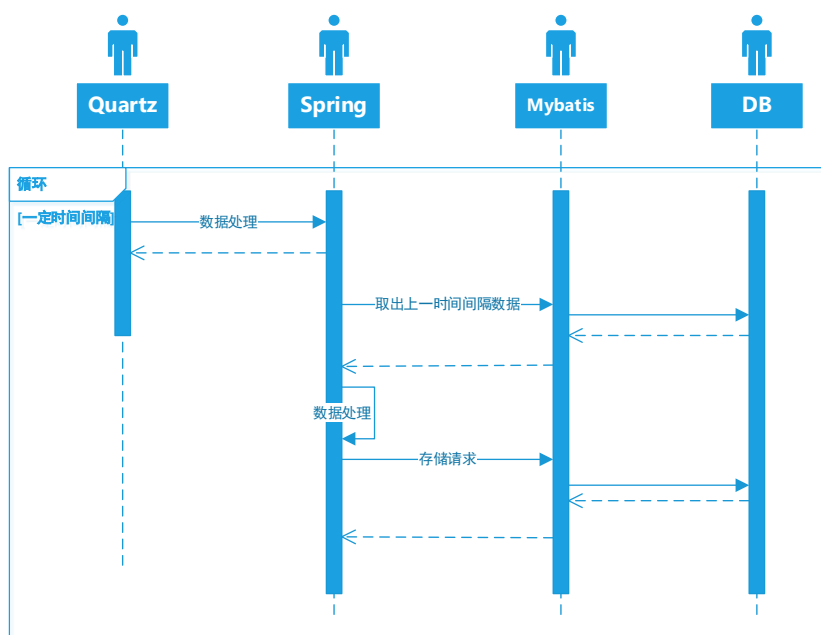 Quartz
Spring
Mybatis
DB
循环
[一定时间间隔]
数据处理
取出上一时间间隔数据
数据处理
存储请求